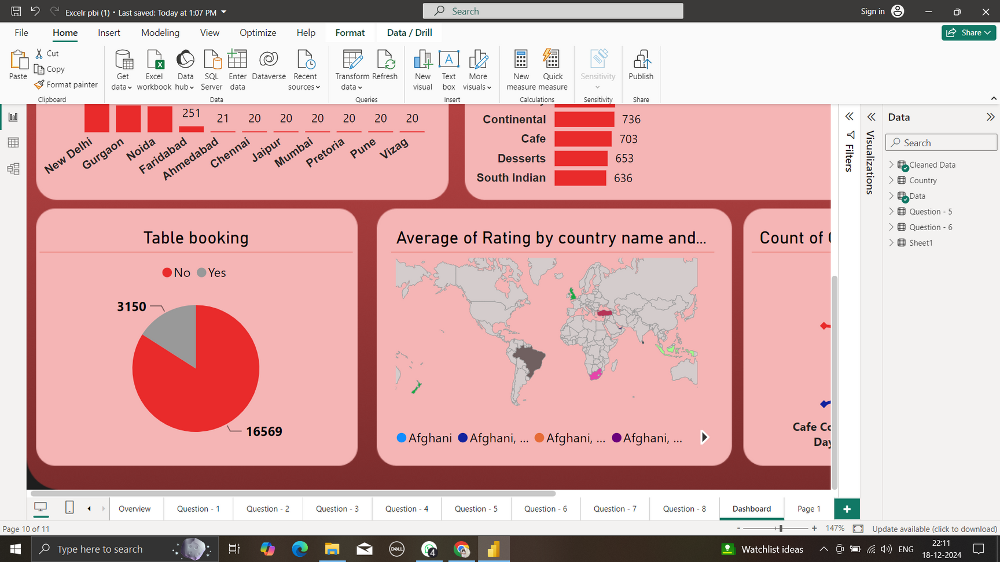 Excelr pbi (1) • Last saved: Today at 1:07 PM
Search
Sign in
File Home Insert Modeling View Optimize Help Format Data / Drill
Share
Paste
Cut
Copy
Format painter
Get data
Excel workbook
Data hub
SQL Server
Enter data
Dataverse
Recent sources
Transform data
Refresh
New visual
Text box
More visuals
New measure
Quick measure
Sensitivity
Publish
Clipboard Data Queries Insert Calculations Sensitivity Share
251 21 20 20 20 20 20 20
New Delhi Gurgaon Noida Faridabad Ahmedabad Chennai Jaipur Mumbai Pretoria Pune Vizag
Continental 736
Cafe 703
Desserts 653
South Indian 636
Filters
Visualizations
Data
Search
Cleaned Data
Country
Data
Question - 5
Question - 6
Sheet1
Table booking
No Yes
3150
16569
Average of Rating by country name and...
Afghani Afghani, ... Afghani, ... Afghani, ...
Count of
Cafe
Day
Overview Question - 1 Question - 2 Question - 3 Question - 4 Question - 5 Question - 6 Question - 7 Question - 8 Dashboard Page 1
Page 10 of 11
- + 147%
Update available (click to download)
Type here to search
DELL
4
Watchlist ideas
ENG
22:11
18-12-2024